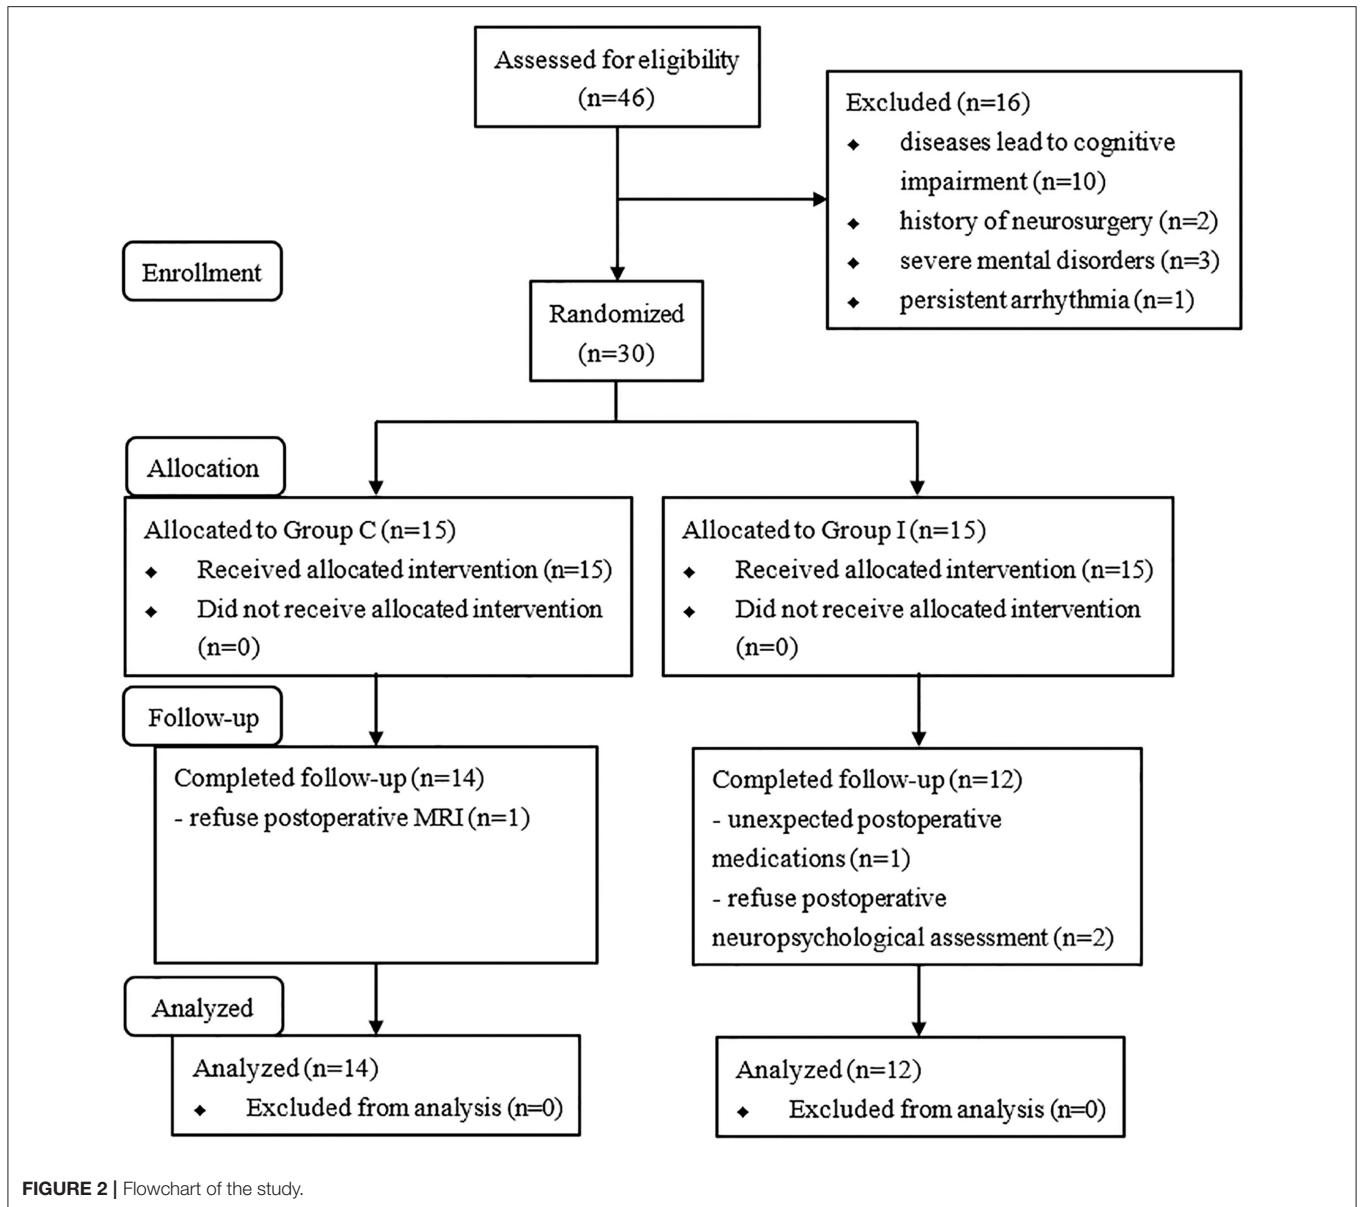 Assessed for eligibility
(n=46)
Excluded (n=16)
◆ diseases lead to cognitive
impairment (n=10)
◆ history of neurosurgery (n=2)
◆ severe mental disorders (n=3)
◆ persistent arrhythmia (n=1)
Enrollment
Randomized
(n=30)
Allocation
Allocated to Group C (n=15)
◆ Received allocated intervention (n=15)
◆ Did not receive allocated intervention
(n=0)
Allocated to Group I (n=15)
◆ Received allocated intervention (n=15)
◆ Did not receive allocated intervention
(n=0)
Follow-up
Completed follow-up (n=14)
- refuse postoperative MRI (n=1)
Completed follow-up (n=12)
- unexpected postoperative
medications (n=1)
- refuse postoperative
neuropsychological assessment (n=2)
Analyzed
Analyzed (n=14)
◆ Excluded from analysis (n=0)
Analyzed (n=12)
◆ Excluded from analysis (n=0)
FIGURE 2 | Flowchart of the study.